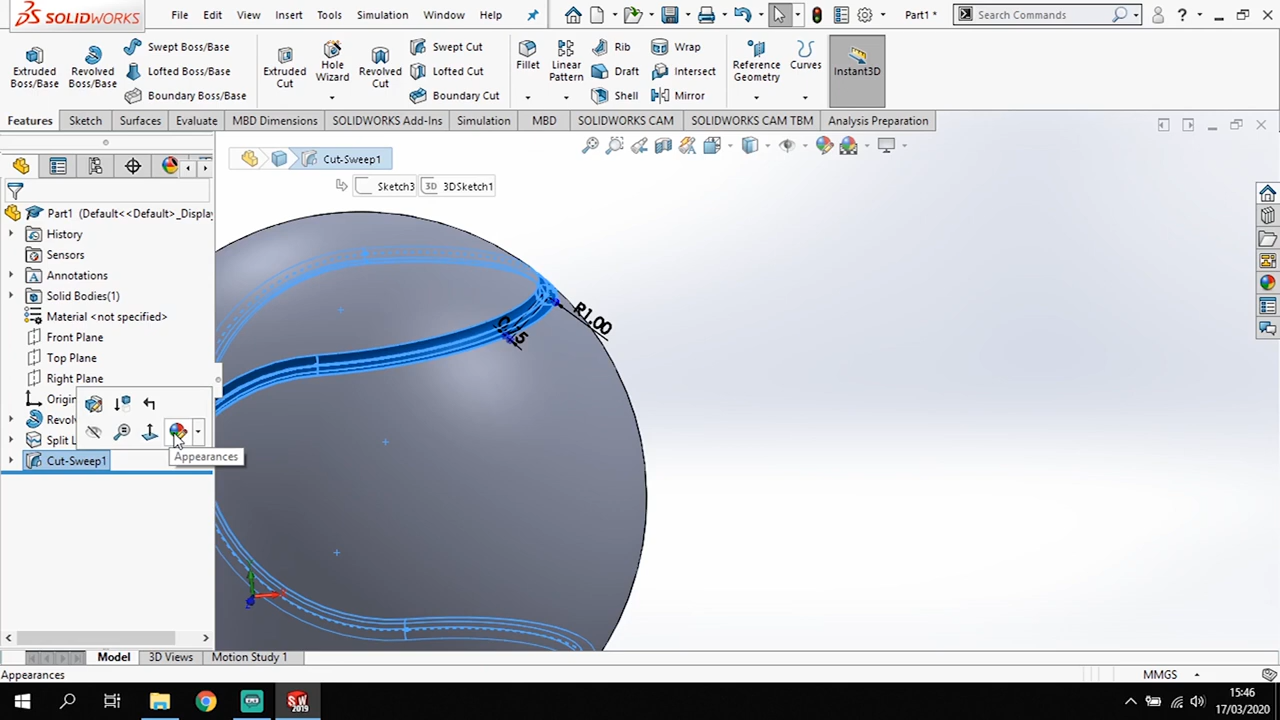 SOLIDWORKS
File Edit View Insert Tools Simulation Window Help
Part1 *
Search Commands
?
Extruded Boss/Base
Revolved Boss/Base
Swept Boss/Base
Lofted Boss/Base
Boundary Boss/Base
Extruded Cut
Hole Wizard
Revolved Cut
Swept Cut
Lofted Cut
Boundary Cut
Fillet
Linear Pattern
Rib
Draft
Shell
Wrap
Intersect
Mirror
Reference Geometry
Curves
Instant3D
Features Sketch Surfaces Evaluate MBD Dimensions SOLIDWORKS Add-Ins Simulation MBD SOLIDWORKS CAM SOLIDWORKS CAM TBM Analysis Preparation
Cut-Sweep1
Sketch3 3D 3DSketch1
Part1 (Default<<Default>_Displa
History
Sensors
Annotations
Solid Bodies(1)
Material <not specified>
Front Plane
Top Plane
Right Plane
Origi
Revol
Split L
Cut-Sweep1
Appearances
R1.00
Model 3D Views Motion Study 1
Appearances
MMGS
SW
2019
15:46
17/03/2020